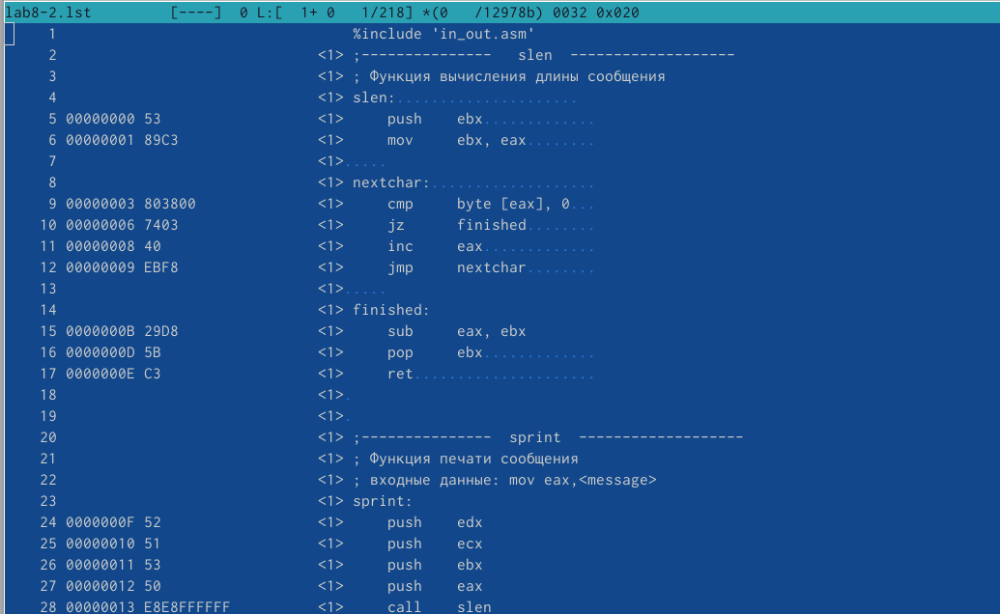 lab8-2.lst         [----]  0 L:[  1+ 0   1/218] *(0   /12978b) 0032 0x020
     1                                  %include 'in_out.asm'
     2                              <1> ;---------------   slen  -------------------
     3                              <1> ; Функция вычисления длины сообщения
     4                              <1> slen:.....................
     5 00000000 53                  <1>     push    ebx.............
     6 00000001 89C3                <1>     mov     ebx, eax........
     7                              <1>.....
     8                              <1> nextchar:...................
     9 00000003 803800              <1>     cmp     byte [eax], 0...
    10 00000006 7403                <1>     jz      finished........
    11 00000008 40                  <1>     inc     eax.............
    12 00000009 EBF8                <1>     jmp     nextchar........
    13                              <1>.....
    14                              <1> finished:
    15 0000000B 29D8                <1>     sub     eax, ebx
    16 0000000D 5B                  <1>     pop     ebx.............
    17 0000000E C3                  <1>     ret.....................
    18                              <1>.
    19                              <1>.
    20                              <1> ;---------------  sprint  -------------------
    21                              <1> ; Функция печати сообщения
    22                              <1> ; входные данные: mov eax,<message>
    23                              <1> sprint:
    24 0000000F 52                  <1>     push    edx
    25 00000010 51                  <1>     push    ecx
    26 00000011 53                  <1>     push    ebx
    27 00000012 50                  <1>     push    eax
    28 00000013 E8E8FFFFFF          <1>     call    slen